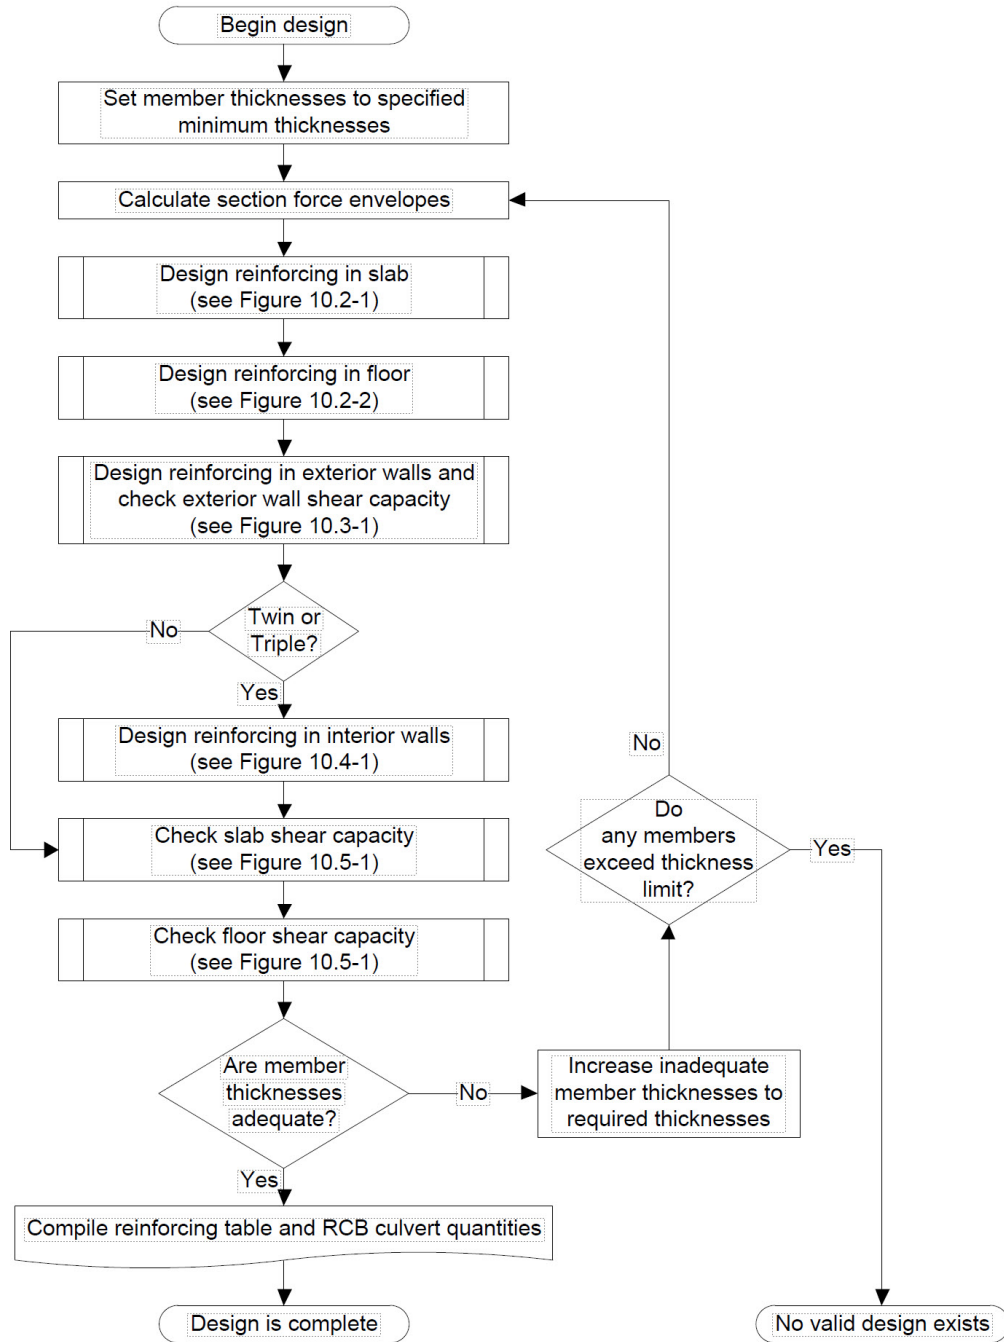 Begin design
Set member thicknesses to specified
minimum thicknesses
Calculate section force envelopes
Design reinforcing in slab
(see Figure 10.2-1)
Design reinforcing in floor
(see Figure 10.2-2)
Design reinforcing in exterior walls and
check exterior wall shear capacity
(see Figure 10.3-1)
Twin or
Triple?
No
Yes
Design reinforcing in interior walls
(see Figure 10.4-1)
Check slab shear capacity
(see Figure 10.5-1)
Check floor shear capacity
(see Figure 10.5-1)
Are member
thicknesses
adequate?
No
Increase inadequate
member thicknesses to
required thicknesses
Do
any members
exceed thickness
limit?
No
Yes
Yes
Compile reinforcing table and RCB culvert quantities
Design is complete
No valid design exists